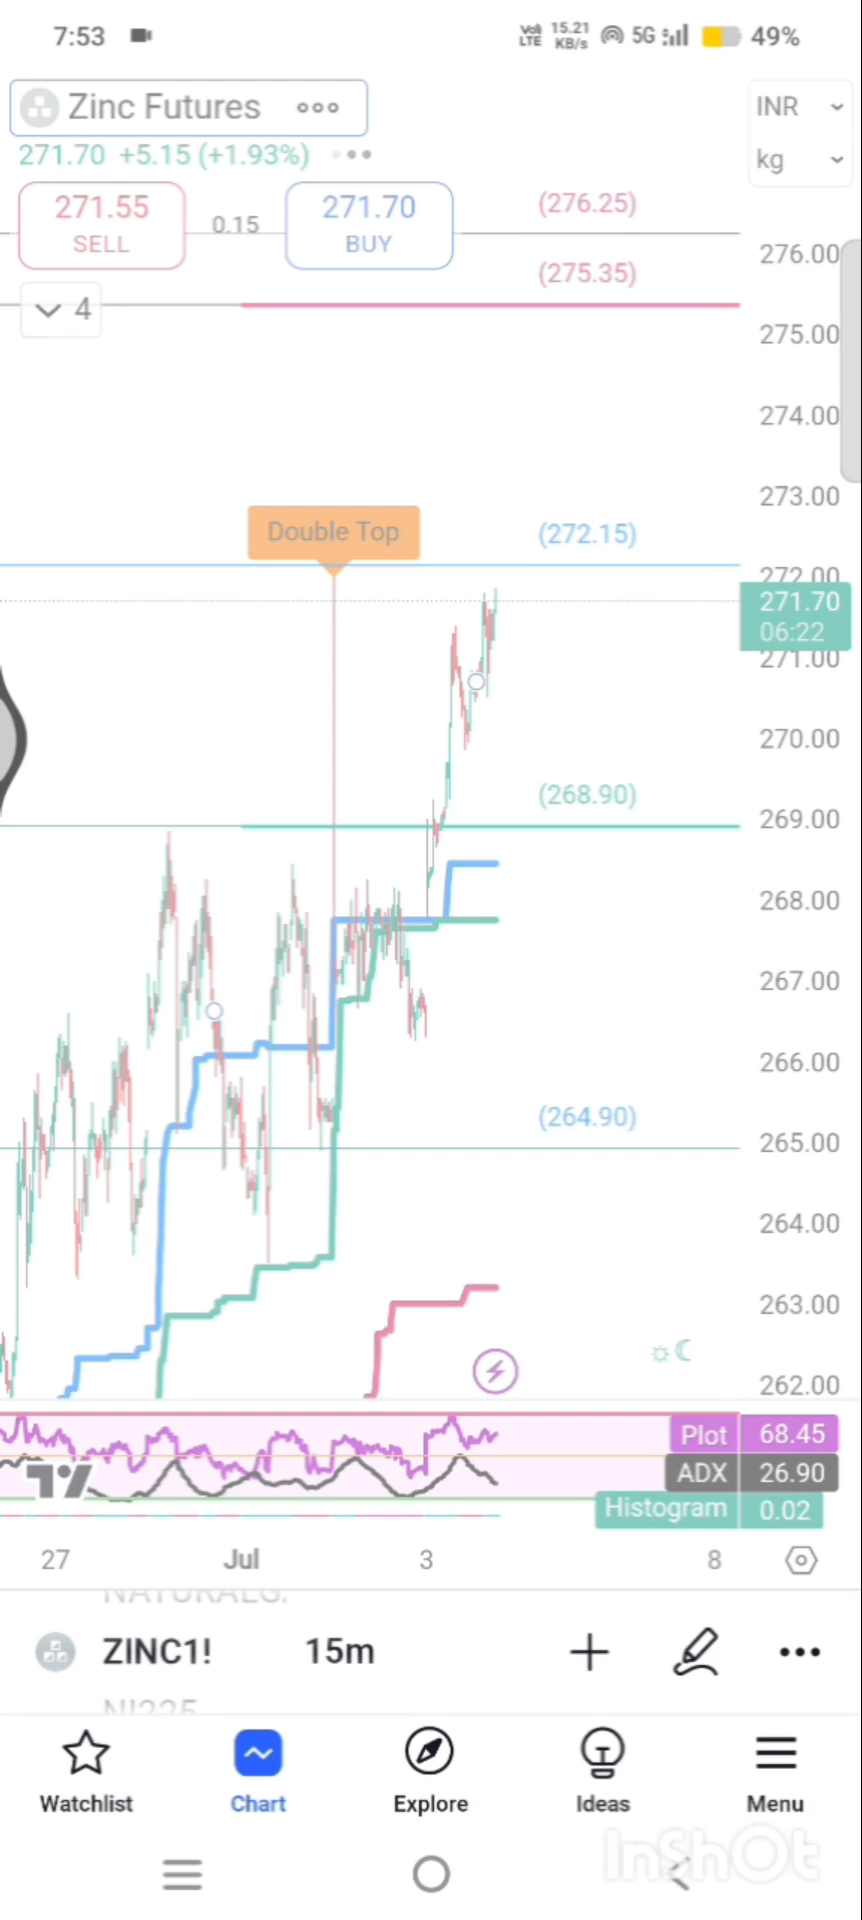 7:53
Vo)
LTE
15.21
KB/s
5G
49%
Zinc Futures
INR
271.70 +5.15 (+1.93%)
kg
271.55
SELL
0.15
271.70
BUY
(276.25)
276.00
(275.35)
4
275.00
274.00
273.00
Double Top
(272.15)
272.00
271.70
06:22
271.00
270.00
(268.90)
269.00
268.00
267.00
266.00
(264.90)
265.00
264.00
263.00
262.00
Plot 68.45
ADX 26.90
Histogram 0.02
27 Jul 3 8
NATURALG.
ZINC1! 15m
NI225
Watchlist Chart Explore Ideas Menu
InShOt